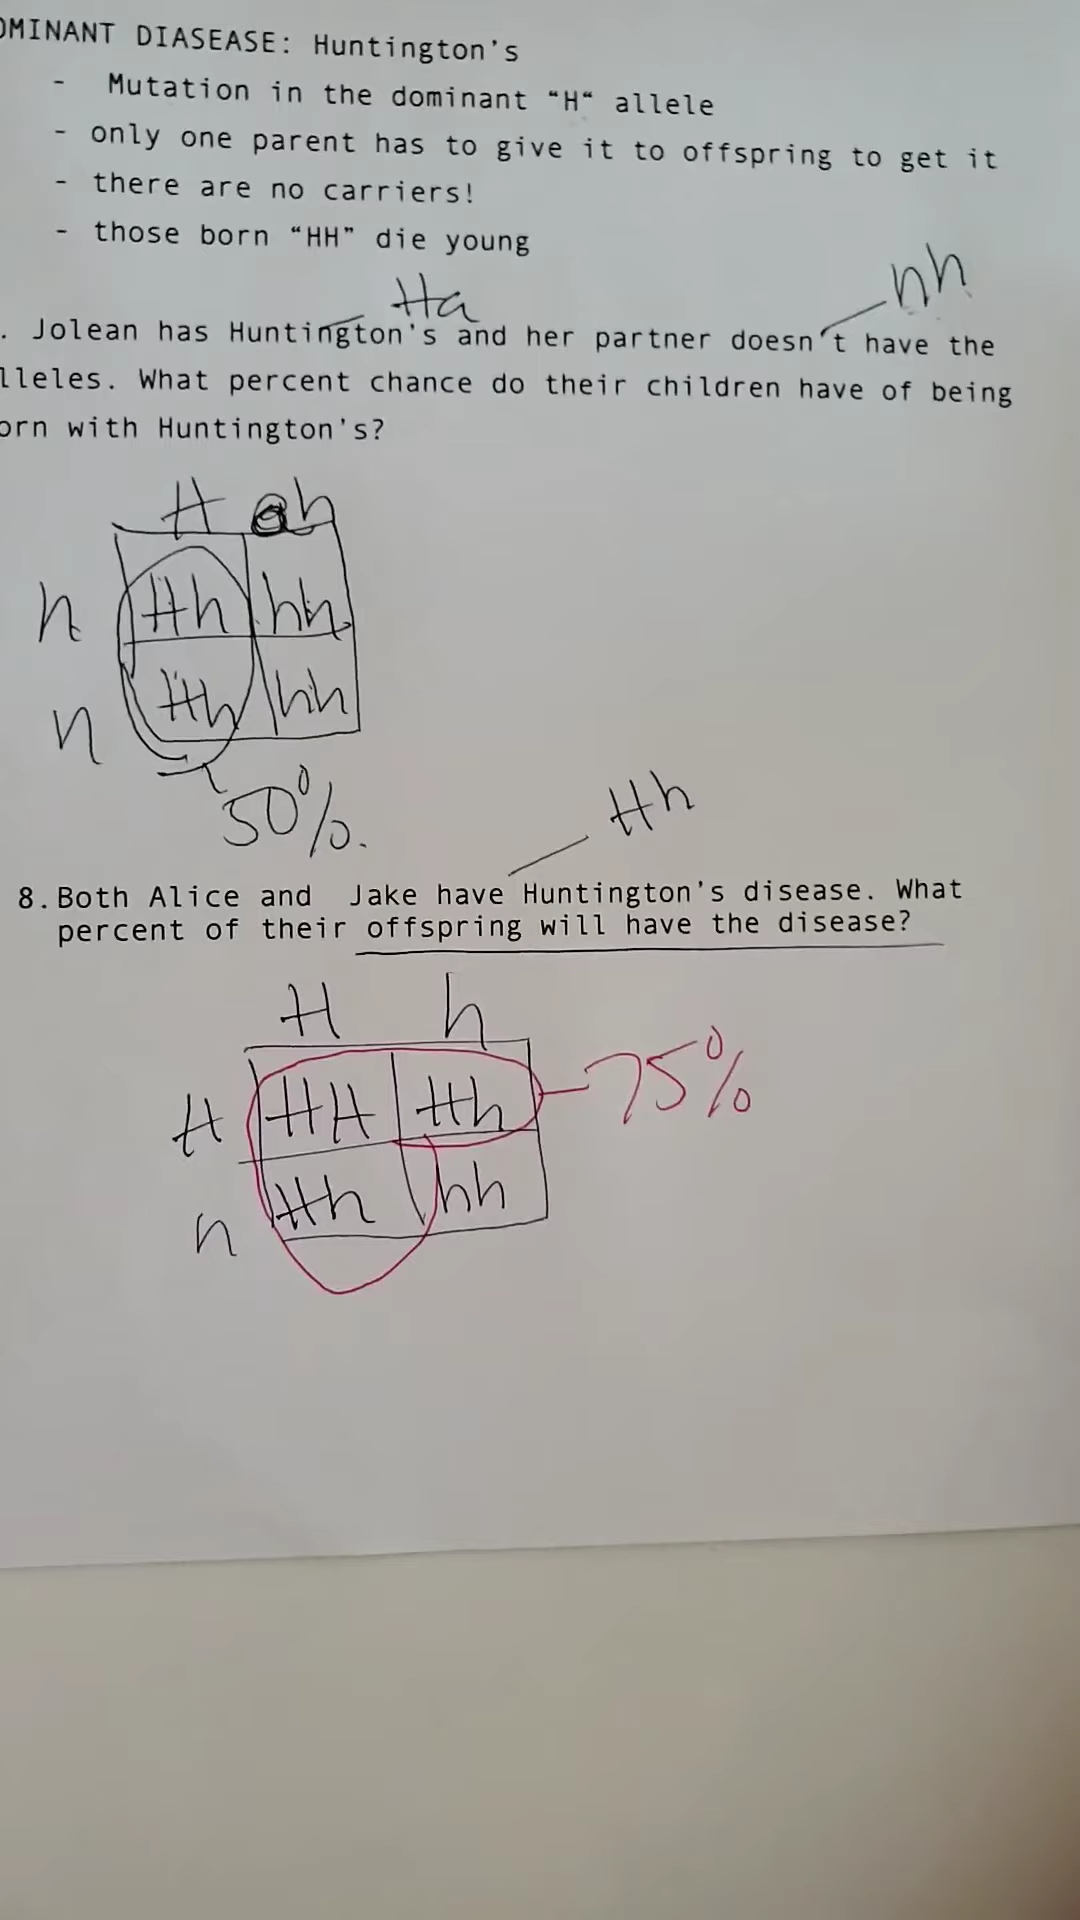 OMINANT DIASEASE: Huntington's
- Mutation in the dominant "H" allele
- only one parent has to give it to offspring to get it
- there are no carriers!
- those born "HH" die young
Ha hh
. Jolean has Huntington's and her partner doesn't have the
lleles. What percent chance do their children have of being
orn with Huntington's?
H h
h Hh hh
h Hh hh
50%.
Hh
8. Both Alice and Jake have Huntington's disease. What
percent of their offspring will have the disease?
H h
H HH Hh 75%
h Hh hh